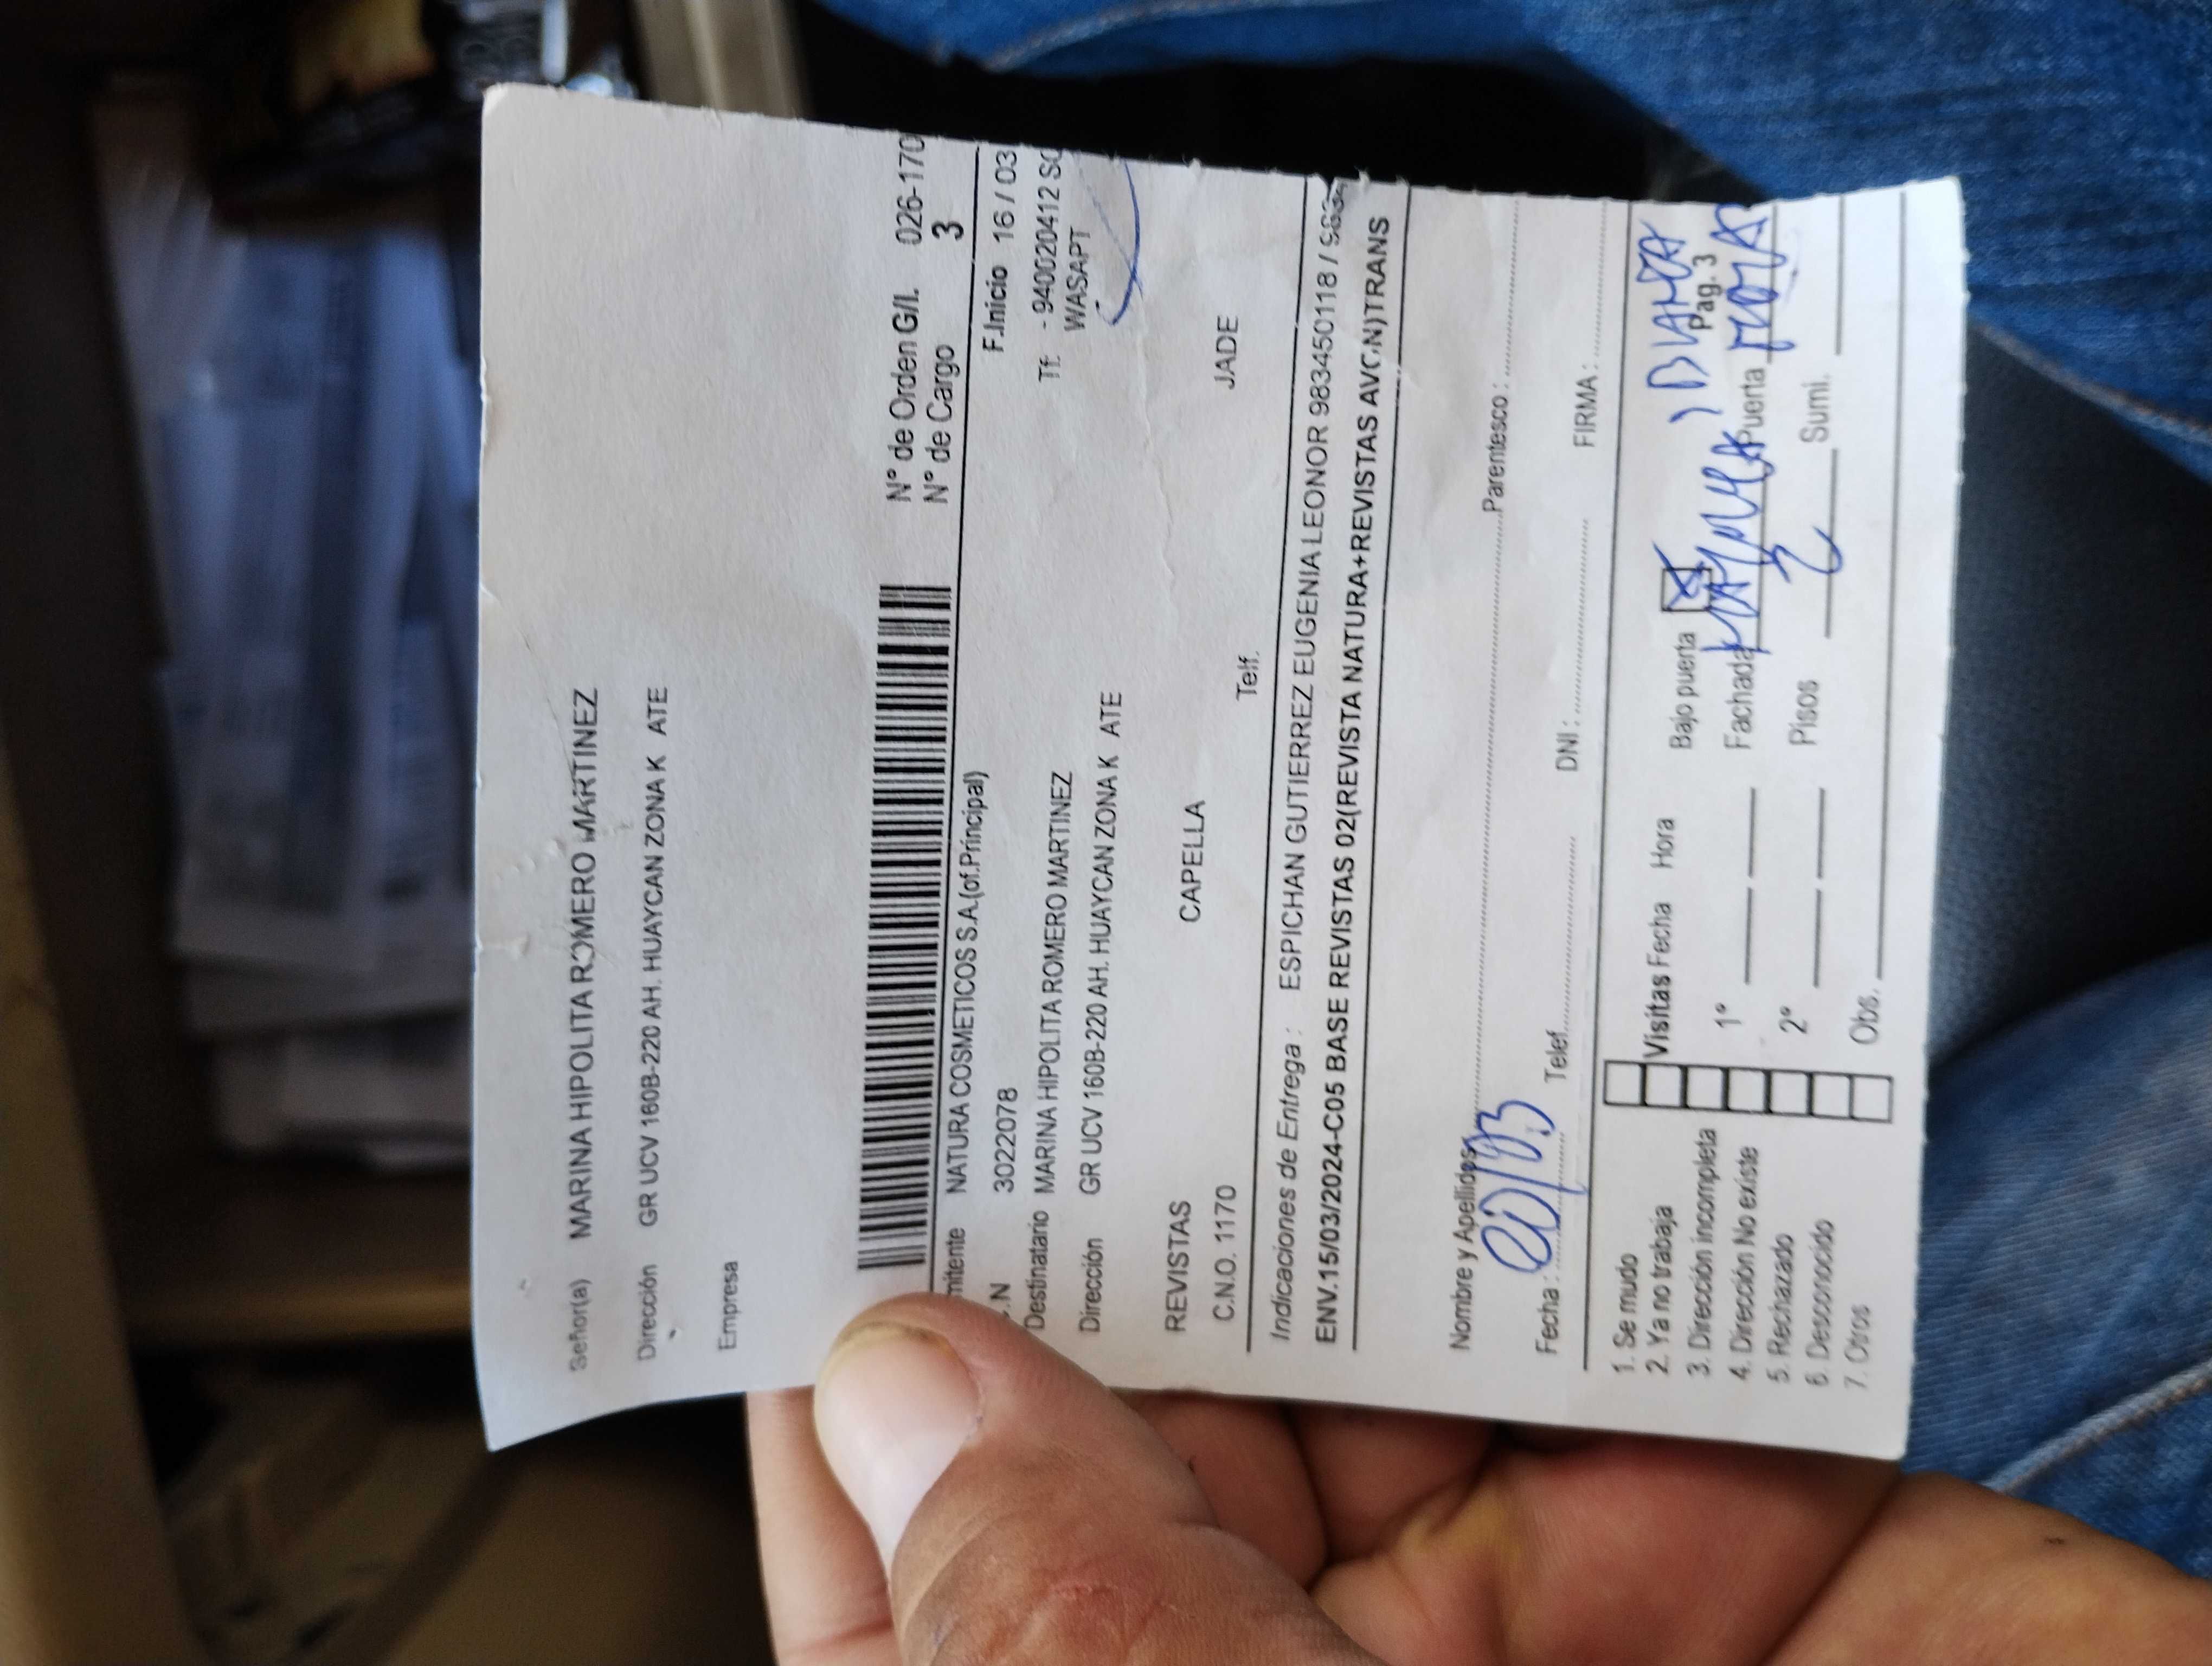 Señor(a) MARINA HIPOLITA ROMERO MARTINEZ
Dirección GR UCV 160B-220 AH. HUAYCAN ZONA K ATE
Empresa
N° de Orden G/I. 026-170
N° de Cargo 3
mitente NATURA COSMETICOS S.A.(of.Principal)
.N 3022078 F.Inicio 16 / 03
Destinatario MARINA HIPOLITA ROMERO MARTINEZ Tf. - 940020412 SO
Dirección GR UCV 160B-220 AH. HUAYCAN ZONA K ATE WASAPT
REVISTAS CAPELLA JADE
C.N.O. 1170 Telf.
Indicaciones de Entrega : ESPICHAN GUTIERREZ EUGENIA LEONOR 983450118 /
ENV.15/03/2024-C05 BASE REVISTAS 02(REVISTA NATURA+REVISTAS AVON)TRANS
Nombre y Apellidos Parentesco :
20/03
Fecha : Telef. DNI : FIRMA :
1. Se mudo
2. Ya no trabaja
3. Dirección incompleta
4. Dirección No existe
5. Rechazado
6. Desconocido
7. Otros
Visitas Fecha Hora Bajo puerta
Pag. 3
1° Fachada Puerta
2° Pisos 2 Sumi.
Obs.